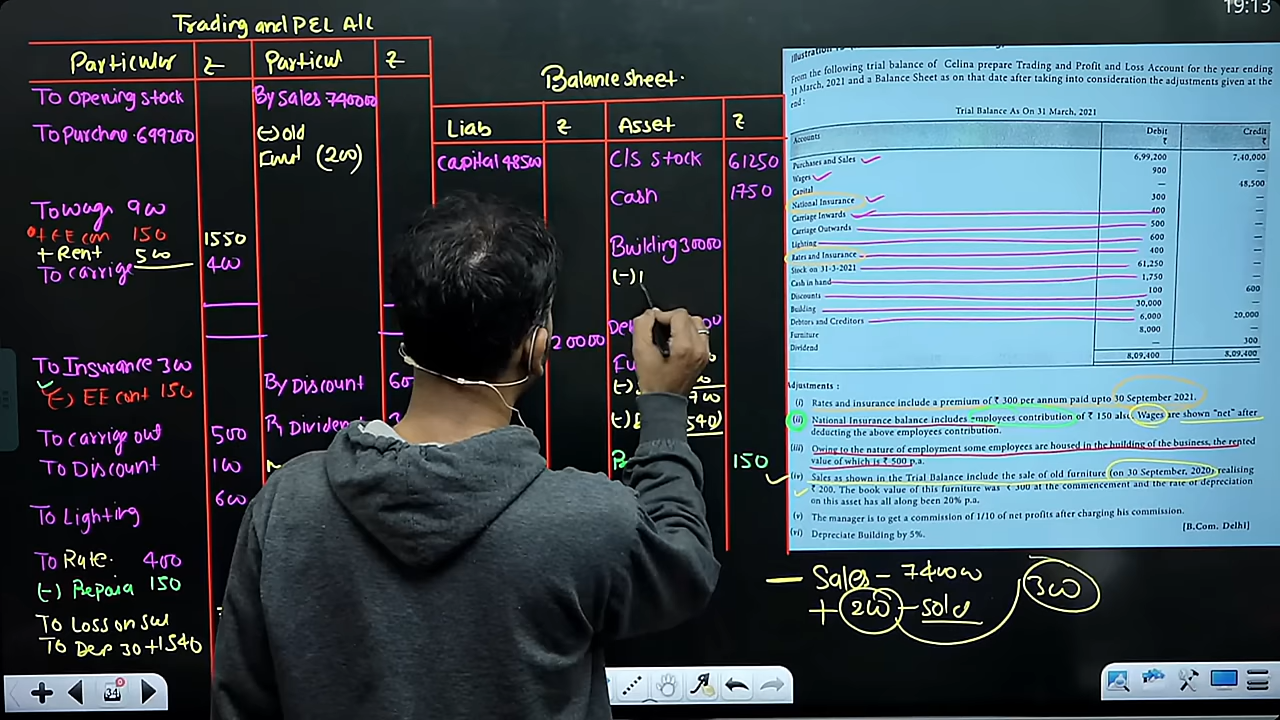 19:13
Trading and P&L A/c
Particular ₹ Particul ₹
To opening stock
By Sales 740000
To Purchase 699200
(-) old
Furnt (200)
To wages 900
+ EE con 150
+ Rent 500
1550
To carrige
400
To Insurance 300
(-) EE cont 150
By Discount
To carrige out
500
To Discount
100
To Lighting
600
To Rate 400
(-) Prepaid 150
To Loss on sal
To Dep 30+1540
Balance sheet
Liab ₹ Asset ₹
Capital 48500
20000
C/S stock 61250
Cash 1750
Building 30000
(-) 1
540)
150
From the following trial balance of Celina prepare Trading and Profit and Loss Account for the year ending
31 March, 2021 and a Balance Sheet as on that date after taking into consideration the adjustments given at the
end :
Trial Balance As On 31 March, 2021
Accounts Debit ₹ Credit ₹
Purchases and Sales 6,99,200 7,40,000
Wages 900 —
Capital — 48,500
National Insurance 300 —
Carriage Inwards 400 —
Carriage Outwards 500 —
Lighting 600 —
Rates and Insurance 400 —
Stock on 31-3-2021 61,250 —
Cash in hand 1,750 —
Discounts 100 600
Building 30,000 —
Debtors and Creditors 6,000 20,000
Furniture 8,000 —
Dividend — 300
8,09,400 8,09,400
Adjustments :
(i) Rates and insurance include a premium of ₹ 300 per annum paid upto 30 September 2021.
(ii) National Insurance balance includes employees contribution of ₹ 150 also. Wages are shown "net" after
deducting the above employees contribution.
(iii) Owing to the nature of employment some employees are housed in the building of the business, the rented
value of which is ₹ 500 p.a.
(iv) Sales as shown in the Trial Balance include the sale of old furniture (on 30 September, 2020) realising
₹ 200. The book value of this furniture was ₹ 300 at the commencement and the rate of depreciation
on this asset has all along been 20% p.a.
(v) The manager is to get a commission of 1/10 of net profits after charging his commission.
[B.Com. Delhi]
(vi) Depreciate Building by 5%.
— Sales - 740000
+ 200 - sold
300
34